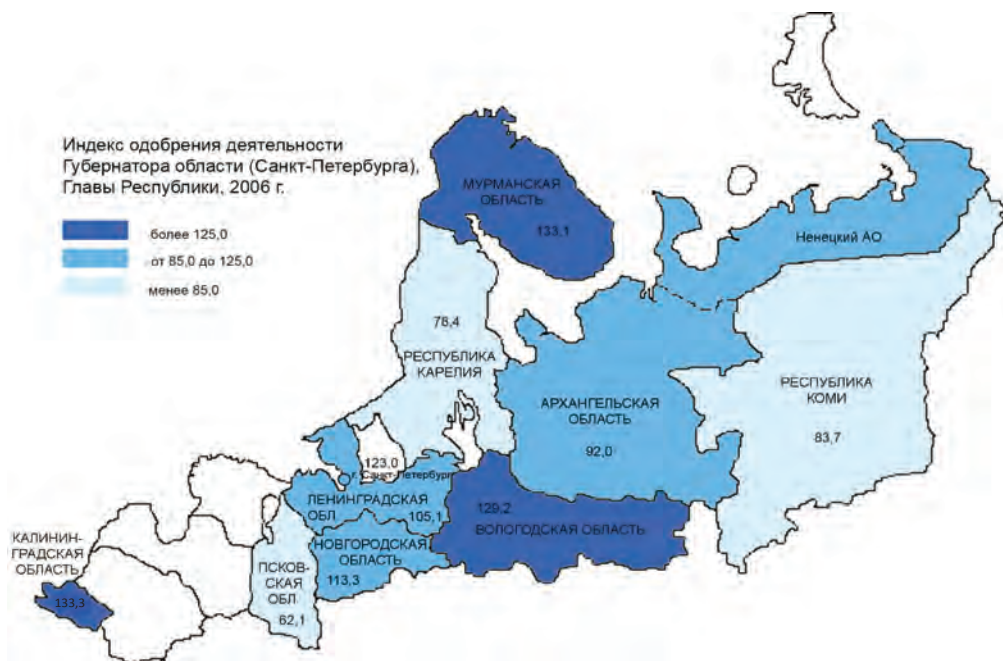 Индекс одобрения деятельности
Губернатора области (Санкт-Петербурга),
Главы Республики, 2006 г.
более 125,0
от 85,0 до 125,0
менее 85,0
МУРМАНСКАЯ
ОБЛАСТЬ
133,1
Ненецкий АО
78,4
РЕСПУБЛИКА
КАРЕЛИЯ
АРХАНГЕЛЬСКАЯ
ОБЛАСТЬ
92,0
РЕСПУБЛИКА
КОМИ
83,7
123,0
г. Санкт-Петербург
ЛЕНИНГРАДСКАЯ
ОБЛ
105,1
129,2
ВОЛОГОДСКАЯ ОБЛАСТЬ
НОВГОРОДСКАЯ
ОБЛАСТЬ
113,3
ПСКОВ-
СКАЯ
ОБЛ
62,1
КАЛИНИН-
ГРАДСКАЯ
ОБЛАСТЬ
133,3